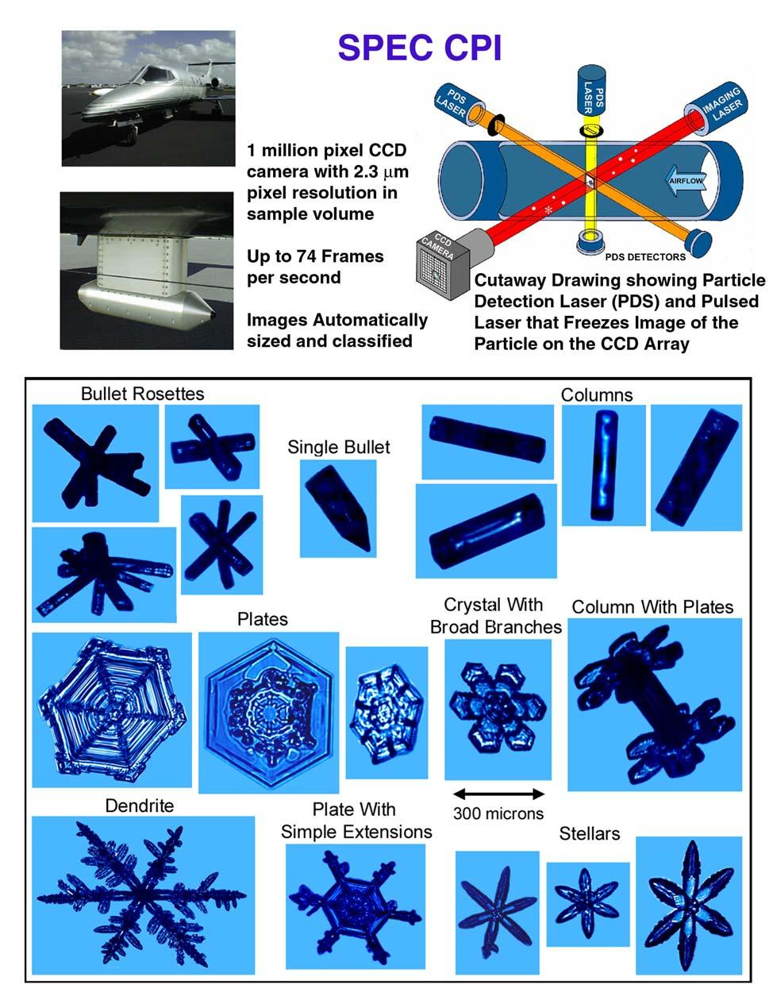 SPEC CPI
1 million pixel CCD
camera with 2.3 μm
pixel resolution in
sample volume
Up to 74 Frames
per second
Images Automatically
sized and classified
PDS
LASER
PDS
LASER
IMAGING
LASER
AIRFLOW
CCD
CAMERA
PDS DETECTORS
Cutaway Drawing showing Particle
Detection Laser (PDS) and Pulsed
Laser that Freezes Image of the
Particle on the CCD Array
Bullet Rosettes
Single Bullet
Columns
Plates
Crystal With
Broad Branches
Column With Plates
300 microns
Dendrite
Plate With
Simple Extensions
Stellars